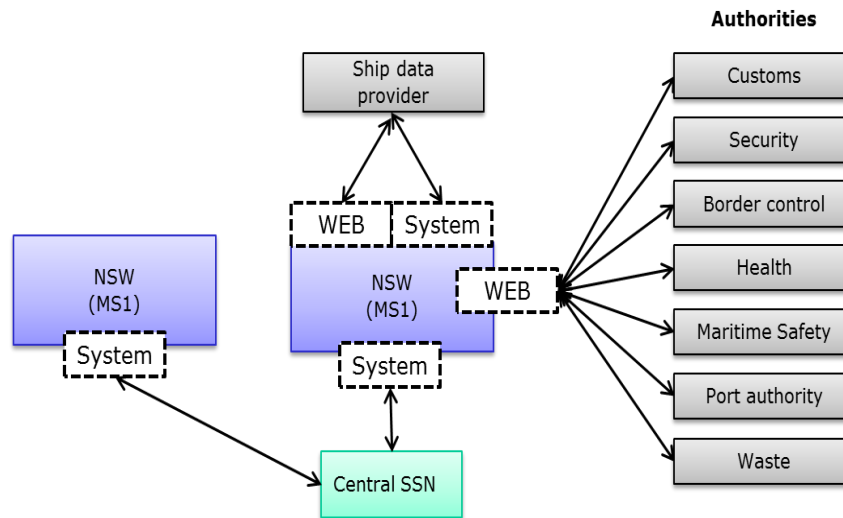 Authorities
Ship data
provider
Customs
Security
Border control
Health
Maritime Safety
Port authority
Waste
WEB
System
NSW
(MS1)
WEB
System
NSW
(MS1)
System
Central SSN